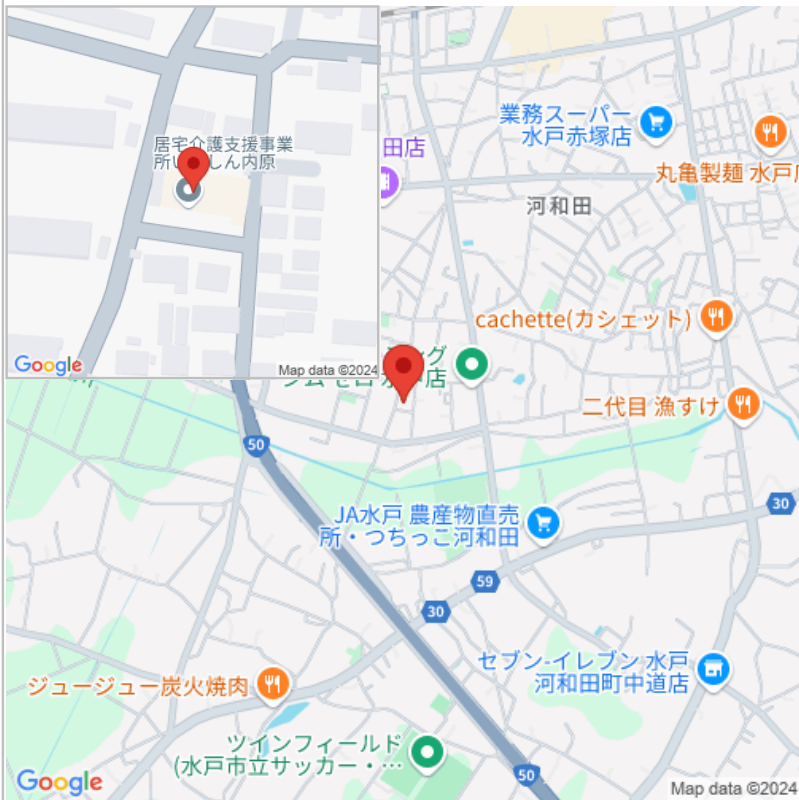 居宅介護支援事業
内原
Google
Map data ©2024
田店
業務スーパー
水戸赤塚店
丸亀製麺 水戸
河和田
cachette(カシェット)
二代目 漁すけ
50
JA水戸 農産物直売
所・つちっこ河和田
30
59
30
セブン-イレブン 水戸
河和田町中道店
ジュージュー炭火焼肉
ツインフィールド
(水戸市立サッカー・…
50
Google
Map data ©2024